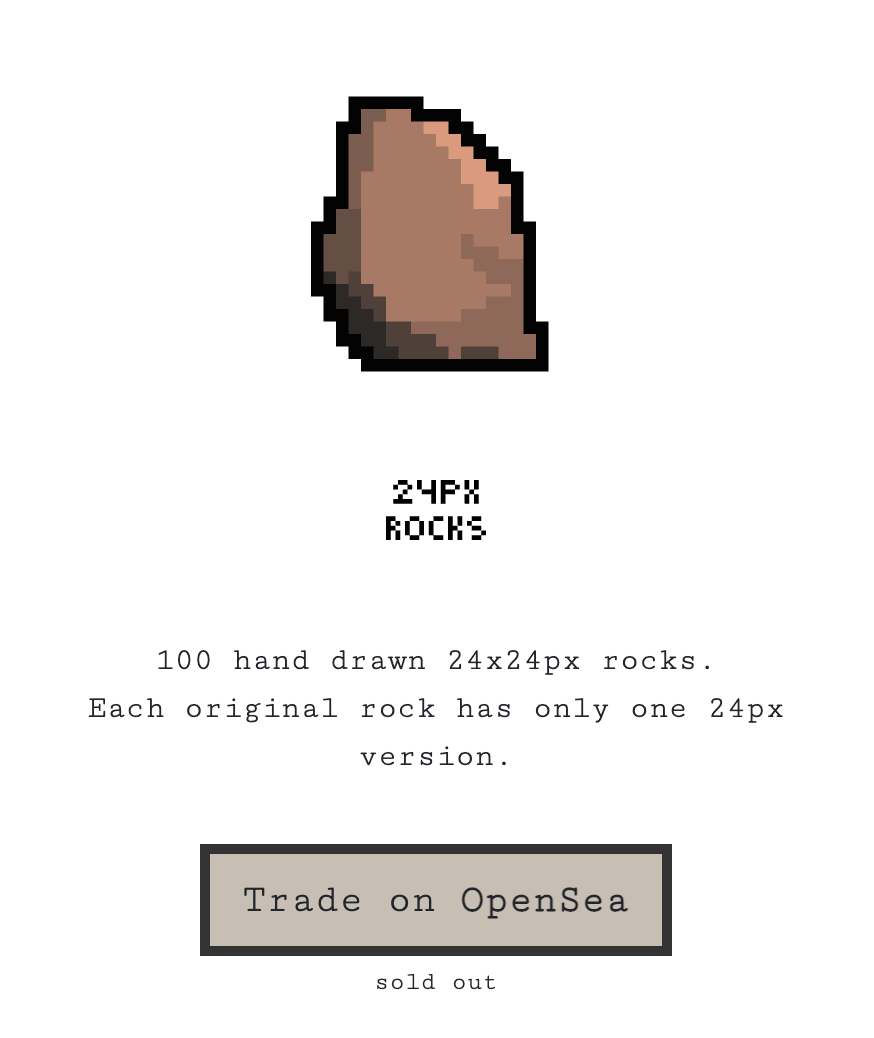 24PX
ROCKS
100 hand drawn 24x24px rocks.
Each original rock has only one 24px
version.
Trade on OpenSea
sold out